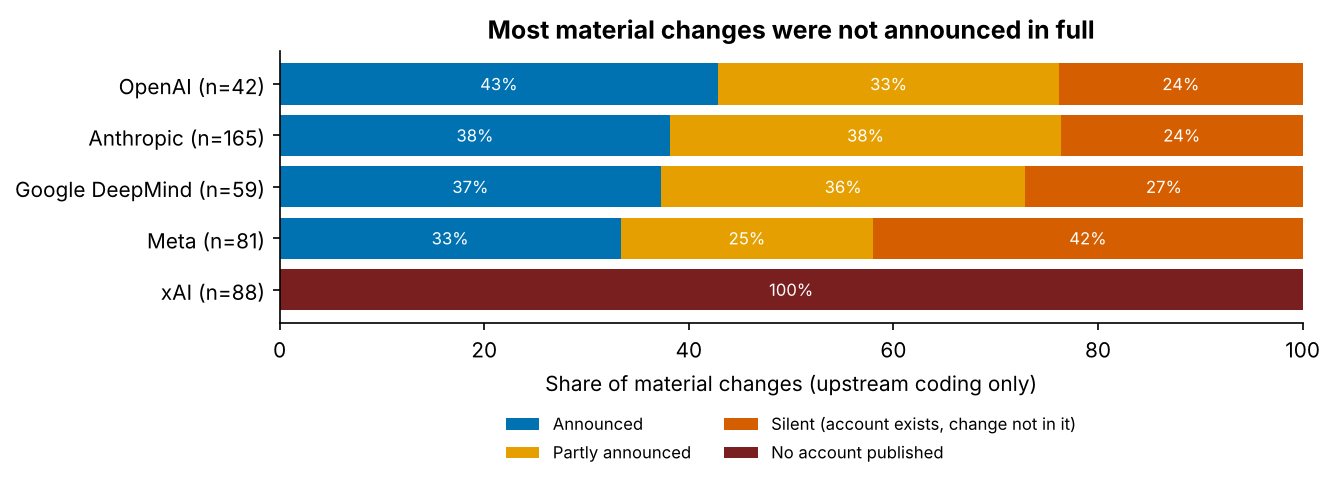 Most material changes were not announced in full
OpenAI (n=42)
43%
33%
24%
Anthropic (n=165)
38%
38%
24%
Google DeepMind (n=59)
37%
36%
27%
Meta (n=81)
33%
25%
42%
xAI (n=88)
100%
0
20
40
60
80
100
Share of material changes (upstream coding only)
Announced
Partly announced
Silent (account exists, change not in it)
No account published